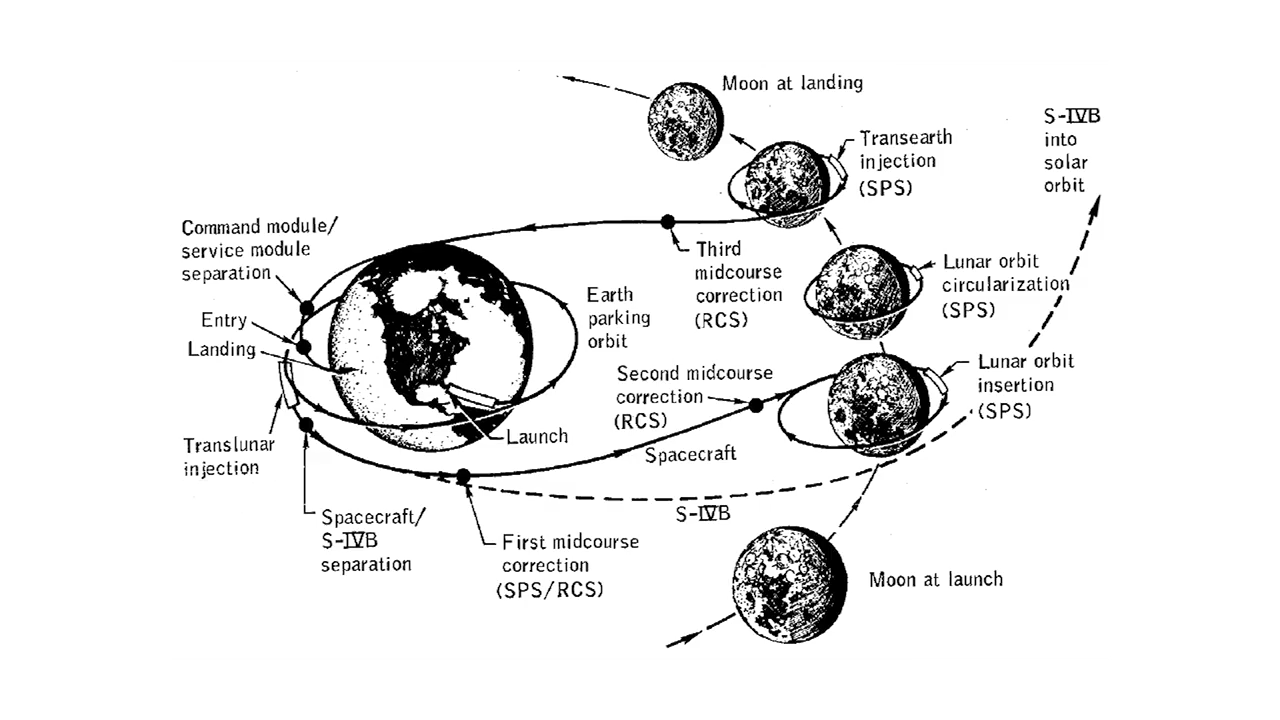 Moon at landing
S-IVB
into
solar
orbit
Transearth
injection
(SPS)
Command module/
service module
separation
Third
midcourse
correction
(RCS)
Lunar orbit
circularization
(SPS)
Entry
Landing
Earth
parking
orbit
Second midcourse
correction
(RCS)
Lunar orbit
insertion
(SPS)
Translunar
injection
Launch
Spacecraft
Spacecraft/
S-IVB
separation
S-IVB
First midcourse
correction
(SPS/RCS)
Moon at launch